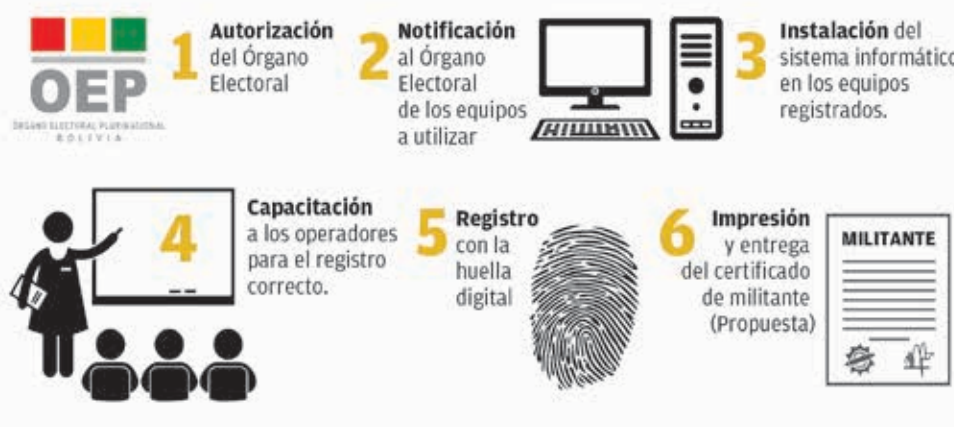 OEP
ÓRGANO ELECTORAL PLURINACIONAL
BOLIVIA
1 Autorización
del Órgano
Electoral
2 Notificación
al Órgano
Electoral
de los equipos
a utilizar
3 Instalación del
sistema informático
en los equipos
registrados.
4
Capacitación
a los operadores
para el registro
correcto.
5 Registro
con la
huella
digital
6 Impresión
y entrega
del certificado
de militante
(Propuesta)
MILITANTE